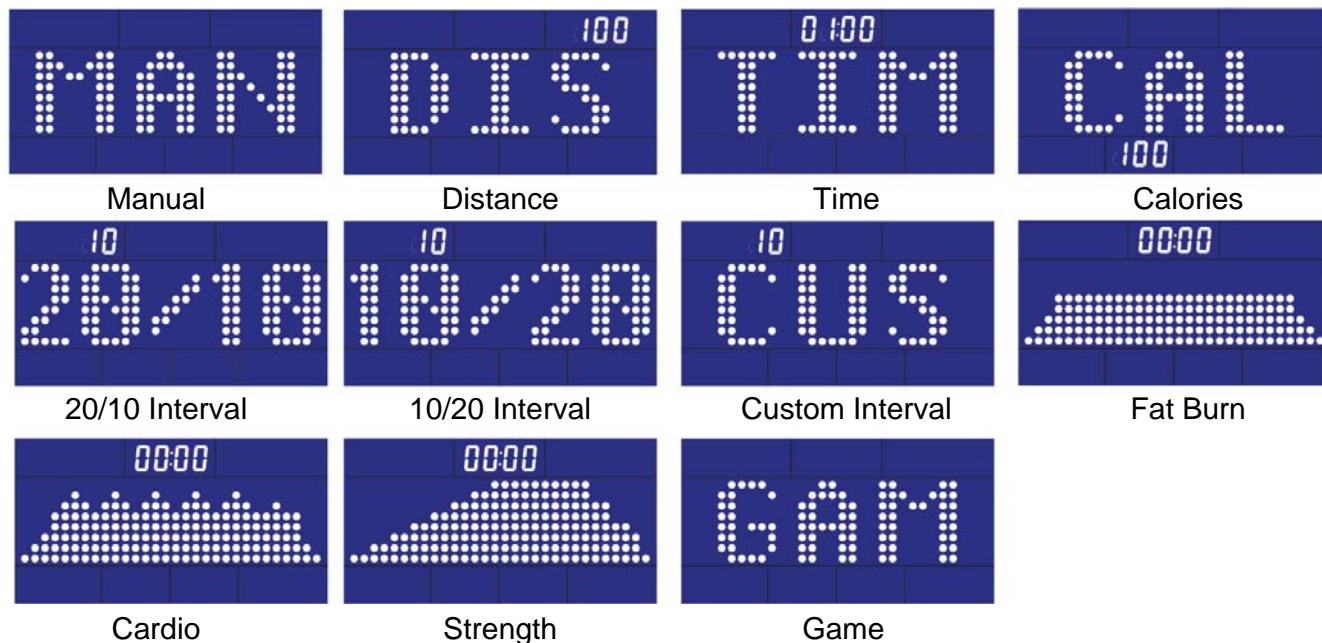 100 01:00
MAN DIS TIM CAL
100
Manual Distance Time Calories
10 10 10 00:00
20/10 10/20 CUS
20/10 Interval 10/20 Interval Custom Interval Fat Burn
00:00 00:00
GAM
Cardio Strength Game